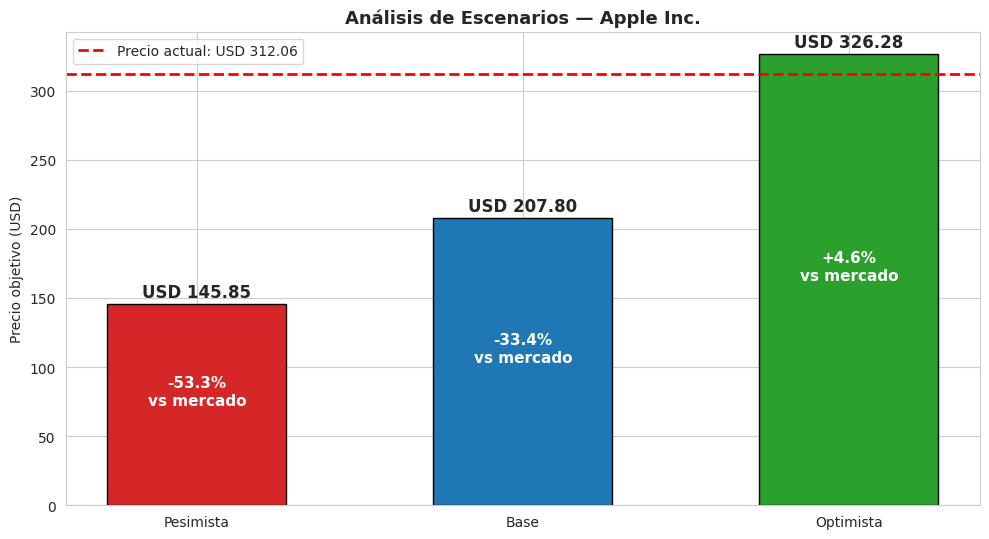 Análisis de Escenarios — Apple Inc.
Precio actual: USD 312.06
USD 326.28
USD 207.80
USD 145.85
+4.6%
vs mercado
-33.4%
vs mercado
-53.3%
vs mercado
Precio objetivo (USD)
300
250
200
150
100
50
0
Pesimista
Base
Optimista